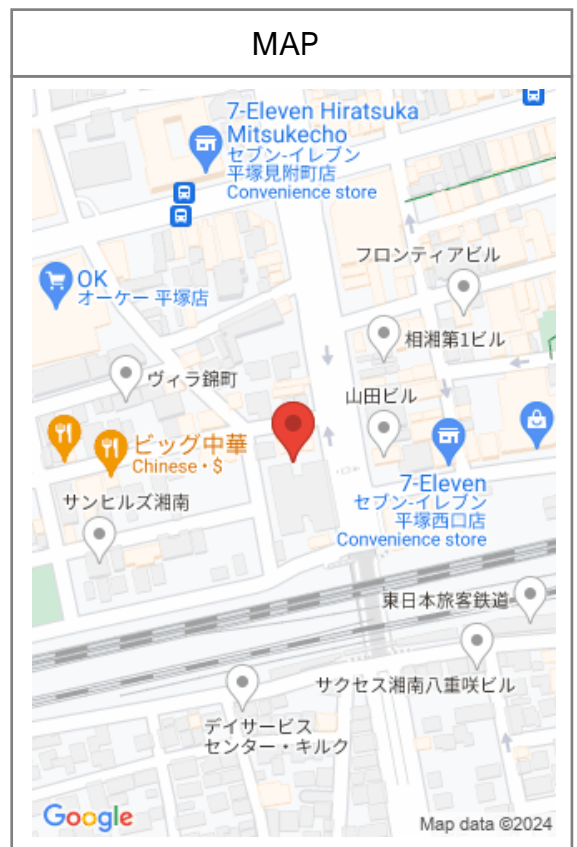 MAP
7-Eleven Hiratsuka
Mitsukecho
セブン-イレブン
平塚見附町店
Convenience store
フロンティアビル
OK
オーケー 平塚店
相湘第1ビル
ヴィラ錦町
山田ビル
ビッグ中華
Chinese・$
7-Eleven
セブン-イレブン
平塚西口店
Convenience store
サンヒルズ湘南
東日本旅客鉄道
サクセス湘南八重咲ビル
デイサービス
センター・キルク
Google
Map data ©2024